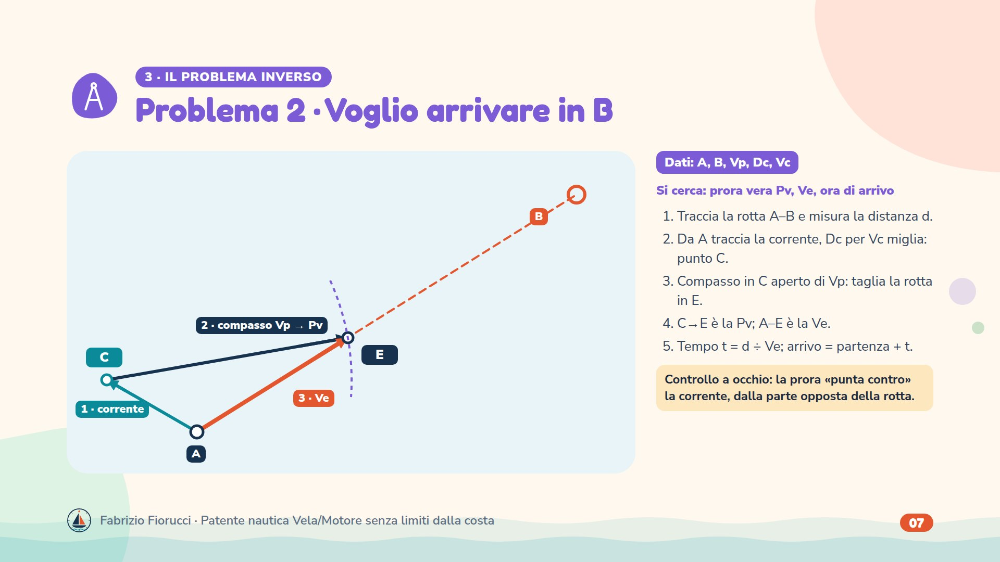 3 · IL PROBLEMA INVERSO
Problema 2 · Voglio arrivare in B
B
2 · compasso Vp → Pv
C
E
3 · Ve
1 · corrente
A
Dati: A, B, Vp, Dc, Vc
Si cerca: prora vera Pv, Ve, ora di arrivo
1. Traccia la rotta A–B e misura la distanza d.
2. Da A traccia la corrente, Dc per Vc miglia:
punto C.
3. Compasso in C aperto di Vp: taglia la rotta
in E.
4. C→E è la Pv; A–E è la Ve.
5. Tempo t = d ÷ Ve; arrivo = partenza + t.
Controllo a occhio: la prora «punta contro»
la corrente, dalla parte opposta della rotta.
Fabrizio Fiorucci · Patente nautica Vela/Motore senza limiti dalla costa
07